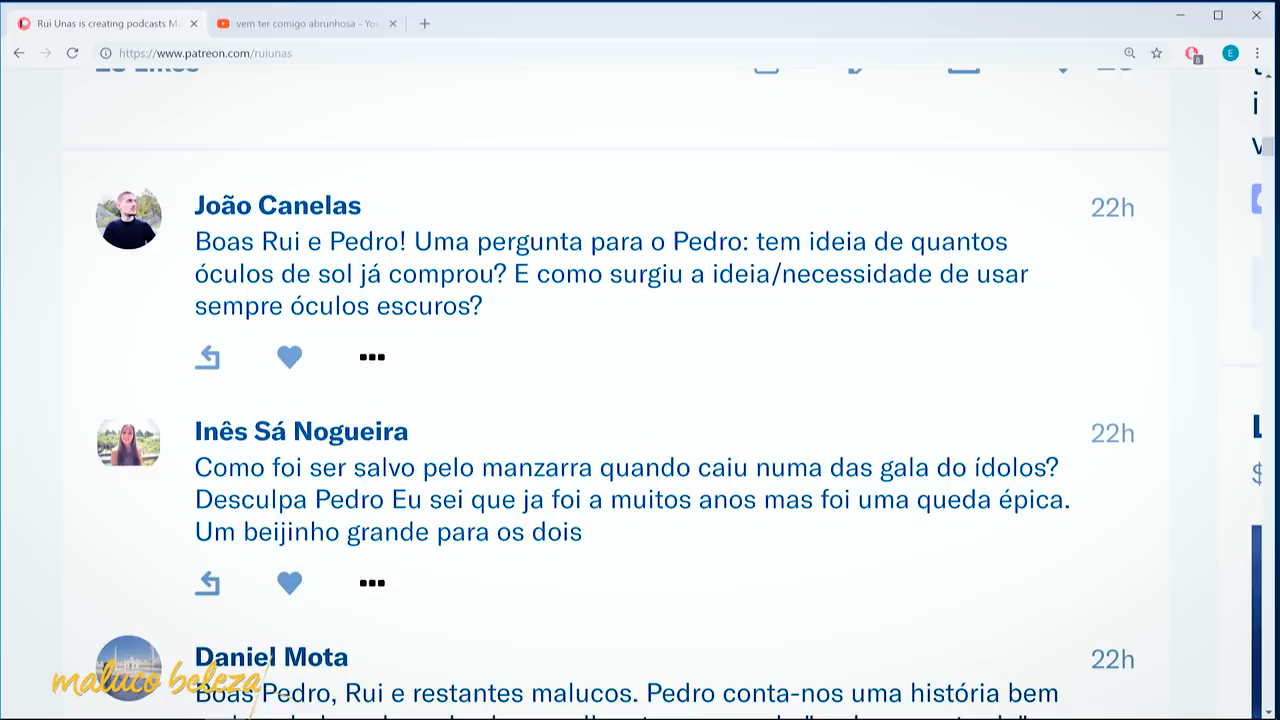 Rui Unas is creating podcasts M
vem ter comigo abrunhosa - Yo
https://www.patreon.com/ruiunas
E
João Canelas
22h
Boas Rui e Pedro! Uma pergunta para o Pedro: tem ideia de quantos
óculos de sol já comprou? E como surgiu a ideia/necessidade de usar
sempre óculos escuros?
Inês Sá Nogueira
22h
Como foi ser salvo pelo manzarra quando caiu numa das gala do ídolos?
Desculpa Pedro Eu sei que ja foi a muitos anos mas foi uma queda épica.
Um beijinho grande para os dois
Daniel Mota
22h
maluco beleza
Boas Pedro, Rui e restantes malucos. Pedro conta-nos uma história bem